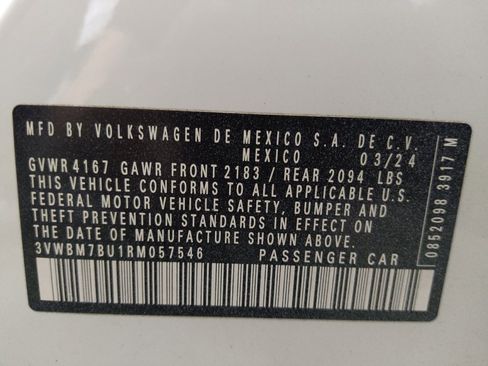 MFD BY VOLKSWAGEN DE MEXICO S.A. DE C.V.
MEXICO 03/24
GVWR 4167 GAWR FRONT 2183 / REAR 2094 LBS
THIS VEHICLE CONFORMS TO ALL APPLICABLE U.S.
FEDERAL MOTOR VEHICLE SAFETY, BUMPER AND
THEFT PREVENTION STANDARDS IN EFFECT ON
THE DATE OF MANUFACTURE SHOWN ABOVE.
3VWBM7BU1RM057546 PASSENGER CAR
0852098 3917 M